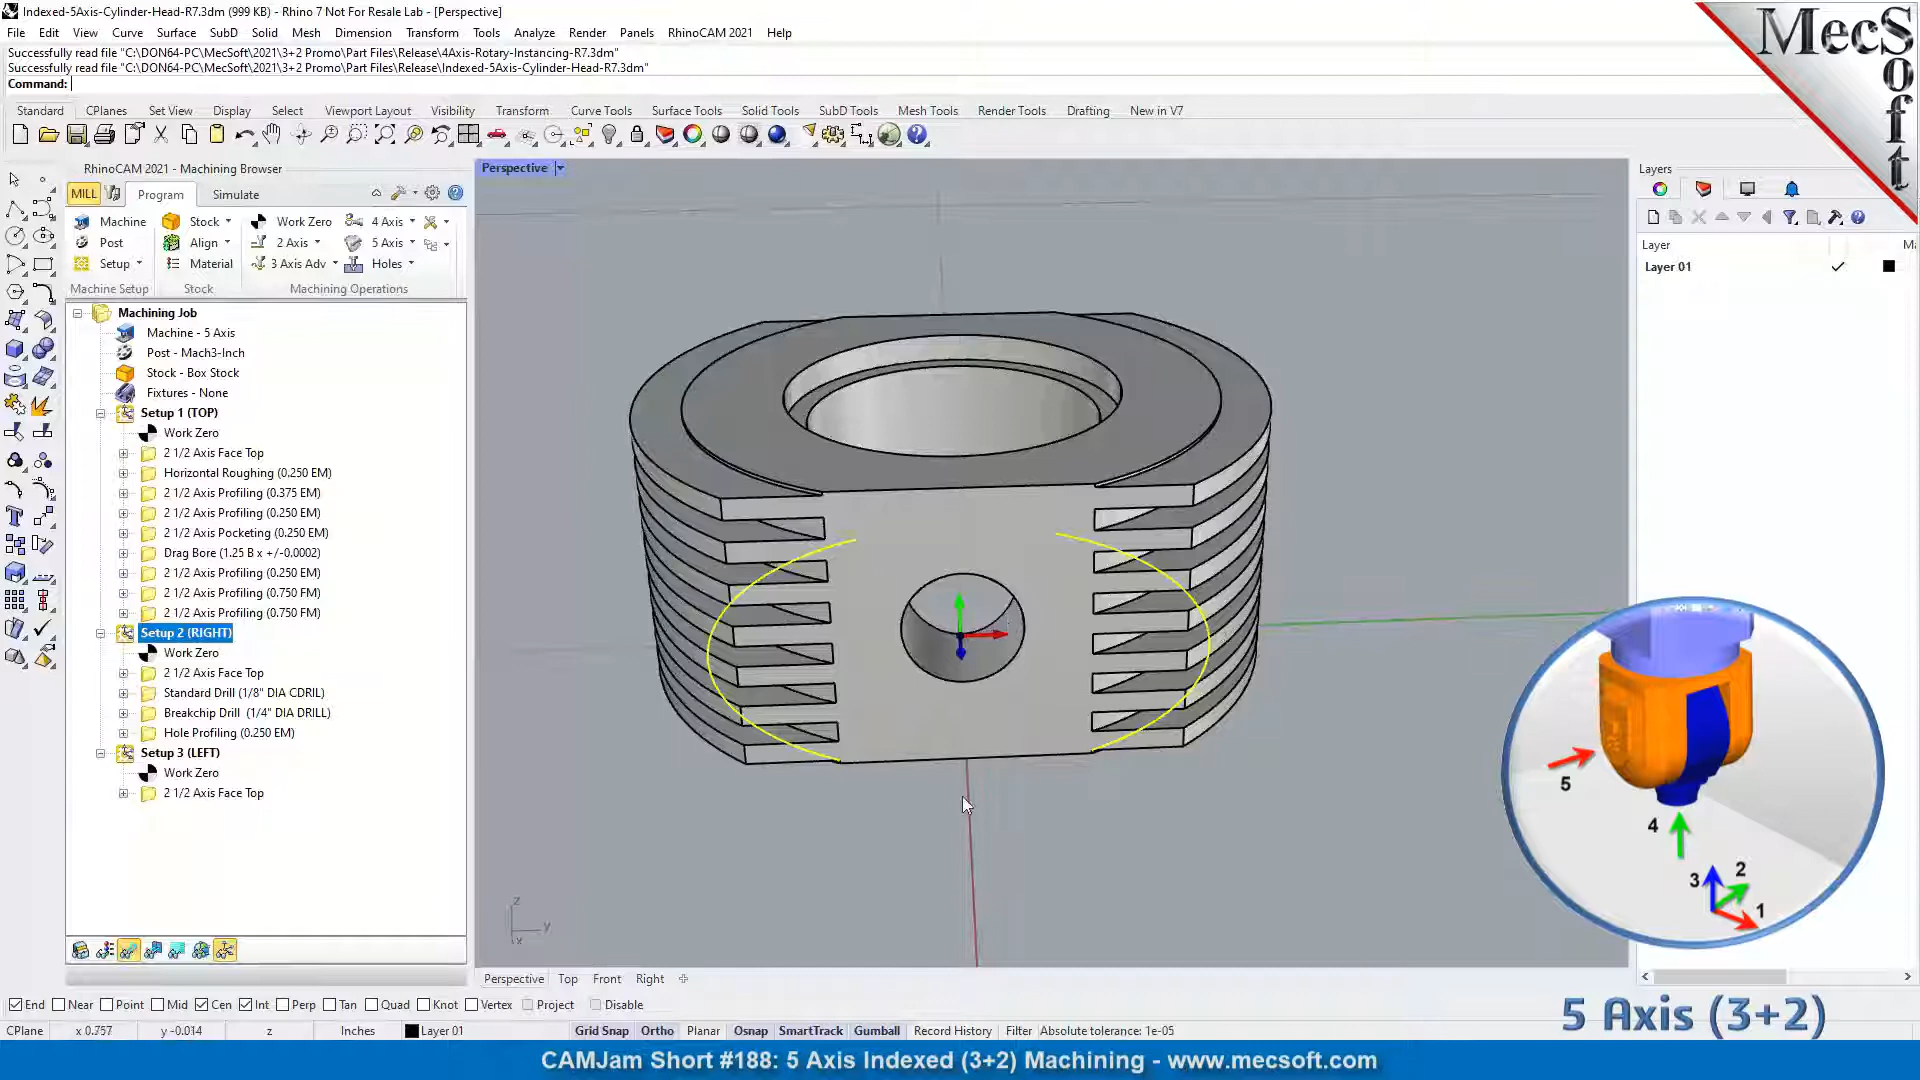 Indexed-5Axis-Cylinder-Head-R7.3dm (999 KB) - Rhino 7 Not For Resale Lab - [Perspective]
File Edit View Curve Surface SubD Solid Mesh Dimension Transform Tools Analyze Render Panels RhinoCAM 2021 Help
Successfully read file "C:\DON64-PC\MecSoft\2021\3+2 Promo\Part Files\Release\4Axis-Rotary-Instancing-R7.3dm"
Successfully read file "C:\DON64-PC\MecSoft\2021\3+2 Promo\Part Files\Release\Indexed-5Axis-Cylinder-Head-R7.3dm"
Command:
Standard CPlanes Set View Display Select Viewport Layout Visibility Transform Curve Tools Surface Tools Solid Tools SubD Tools Mesh Tools Render Tools Drafting New in V7
MecSoft
RhinoCAM 2021 - Machining Browser
Perspective
Layers
MILL Program Simulate
Machine Stock Work Zero 4 Axis
Post Align 2 Axis 5 Axis
Setup Material 3 Axis Adv Holes
Machine Setup Stock Machining Operations
Layer
Layer 01
Machining Job
Machine - 5 Axis
Post - Mach3-Inch
Stock - Box Stock
Fixtures - None
Setup 1 (TOP)
Work Zero
2 1/2 Axis Face Top
Horizontal Roughing (0.250 EM)
2 1/2 Axis Profiling (0.375 EM)
2 1/2 Axis Profiling (0.250 EM)
2 1/2 Axis Pocketing (0.250 EM)
Drag Bore (1.25 B x +/-0.0002)
2 1/2 Axis Profiling (0.250 EM)
2 1/2 Axis Profiling (0.750 FM)
2 1/2 Axis Profiling (0.750 FM)
Setup 2 (RIGHT)
Work Zero
2 1/2 Axis Face Top
Standard Drill (1/8" DIA CDRIL)
Breakchip Drill (1/4" DIA DRILL)
Hole Profiling (0.250 EM)
Setup 3 (LEFT)
Work Zero
2 1/2 Axis Face Top
5
4
3
2
1
z
y
x
Perspective Top Front Right
End Near Point Mid Cen Int Perp Tan Quad Knot Vertex Project Disable
5 Axis (3+2)
CPlane x 0.757 y -0.014 z Inches Layer 01 Grid Snap Ortho Planar Osnap SmartTrack Gumball Record History Filter Absolute tolerance: 1e-05
CAMJam Short #188: 5 Axis Indexed (3+2) Machining - www.mecsoft.com